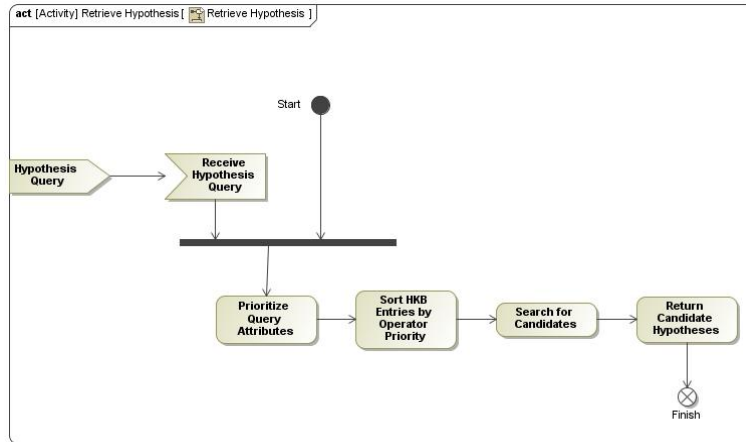 act [Activity] Retrieve Hypothesis [ Retrieve Hypothesis ]
Start
Hypothesis
Query
Receive
Hypothesis
Query
Prioritize
Query
Attributes
Sort HKB
Entries by
Operator
Priority
Search for
Candidates
Return
Candidate
Hypotheses
Finish